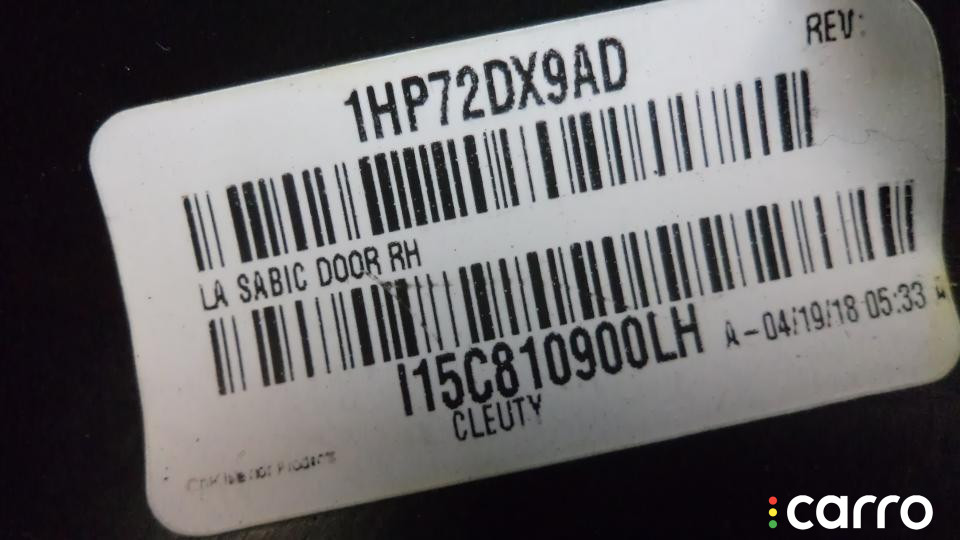 REV:
1HP72DX9AD
LA SABIC DOOR RH
I15C810900LH A-04/19/18 05:33 A
CLEUTY
carro